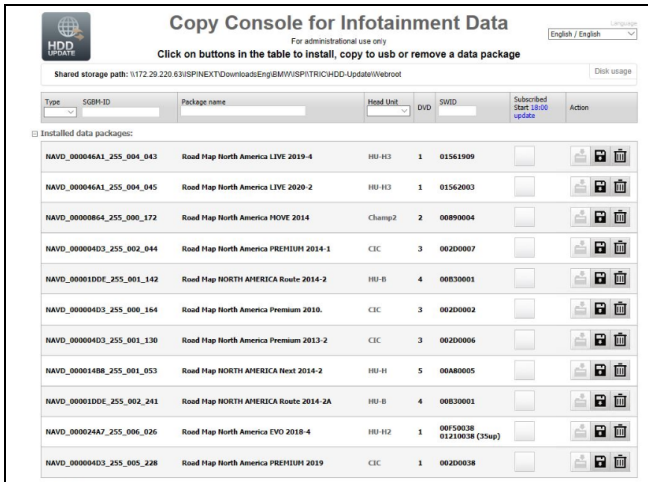 HDD
UPDATE
Copy Console for Infotainment Data
For administrational use only
Click on buttons in the table to install, copy to usb or remove a data package
Language
English / English
Shared storage path: \\172.29.220.63\ISPINEXT\DownloadsEng\BMW\ISPI\TRIC\HDD-Update\Webroot
Disk usage
Type SGBM-ID Package name Head Unit DVD SWID Subscribed Start 18:00 update Action
Installed data packages:
NAVD_000046A1_255_004_043 Road Map North America LIVE 2019-4 HU-H3 1 01561909
NAVD_000046A1_255_004_045 Road Map North America LIVE 2020-2 HU-H3 1 01562003
NAVD_00000864_255_000_172 Road Map North America MOVE 2014 Champ2 2 00890004
NAVD_000004D3_255_002_044 Road Map North America PREMIUM 2014-1 CIC 3 002D0007
NAVD_00001DDE_255_001_142 Road Map NORTH AMERICA Route 2014-2 HU-B 4 00B30001
NAVD_000004D3_255_000_164 Road Map North America Premium 2010. CIC 3 002D0002
NAVD_000004D3_255_001_130 Road Map North America Premium 2013-2 CIC 3 002D0006
NAVD_000014B8_255_001_053 Road Map NORTH AMERICA Next 2014-2 HU-H 5 00A80005
NAVD_00001DDE_255_002_241 Road Map NORTH AMERICA Route 2014-2A HU-B 4 00B30001
NAVD_000024A7_255_006_026 Road Map North America EVO 2018-4 HU-H2 1 00F50038
01210038 (35up)
NAVD_000004D3_255_005_228 Road Map North America PREMIUM 2019 CIC 1 002D0038